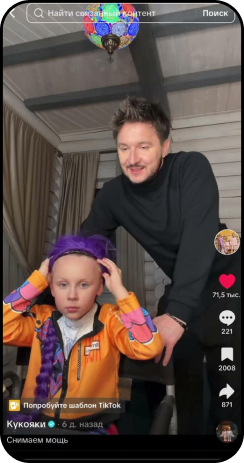 Найти связанный контент Поиск
71,5 тыс.
221
2008
871
Попробуйте шаблон TikTok
Кукояки · 6 д. назад
Снимаем мощь